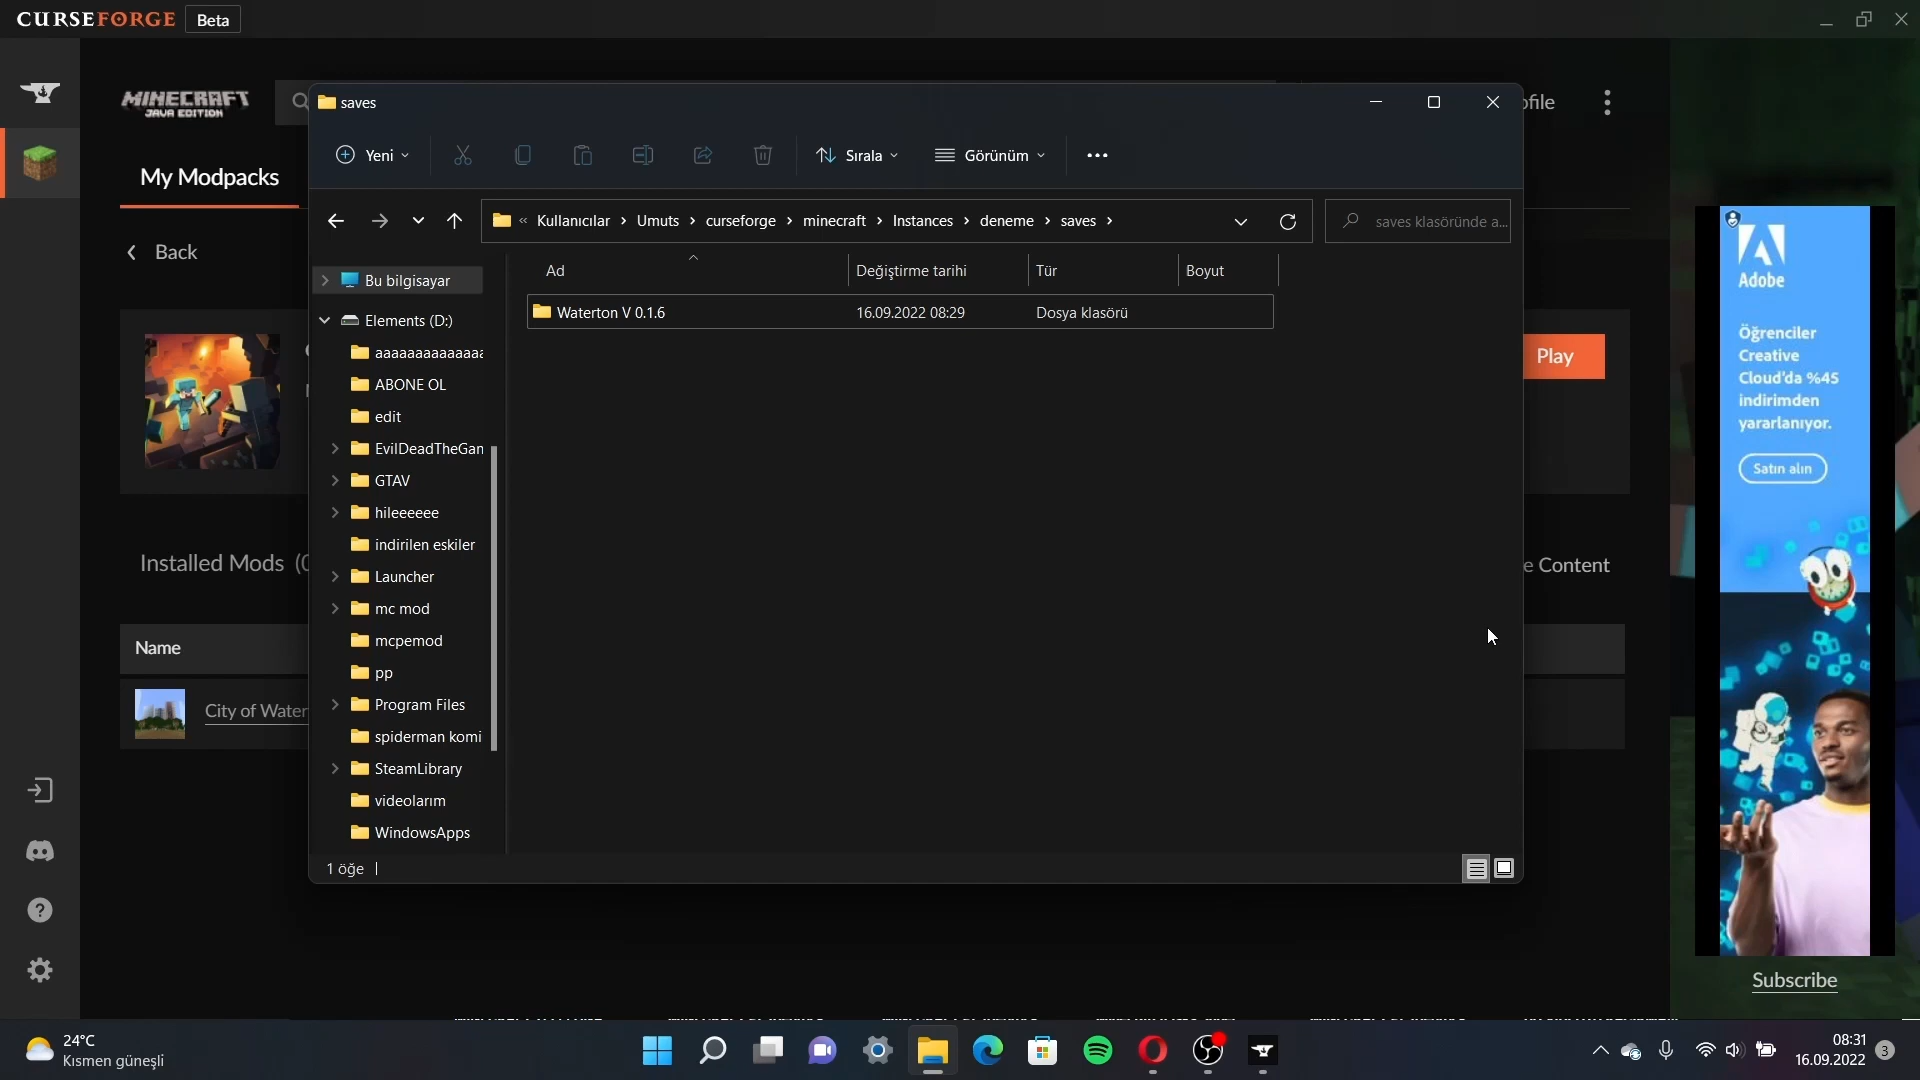 CURSEFORGE
Beta
MINECRAFT
JAVA EDITION
saves
ofile
Yeni
Sırala
Görünüm
My Modpacks
« Kullanıcılar > Umuts > curseforge > minecraft > Instances > deneme > saves >
saves klasöründe a...
Back
Ad
Değiştirme tarihi
Tür
Boyut
Bu bilgisayar
Waterton V 0.1.6
16.09.2022 08:29
Dosya klasörü
Elements (D:)
aaaaaaaaaaaaaa
ABONE OL
edit
EvilDeadTheGam
GTAV
hileeeeee
indirilen eskiler
Launcher
mc mod
mcpemod
pp
Program Files
spiderman komi
SteamLibrary
videolarım
WindowsApps
1 öğe
Play
Installed Mods (0
e Content
Name
City of Water
Adobe
Öğrenciler
Creative
Cloud'da %45
indirimden
yararlanıyor.
Satın alın
Subscribe
24°C
Kısmen güneşli
08:31
16.09.2022
3